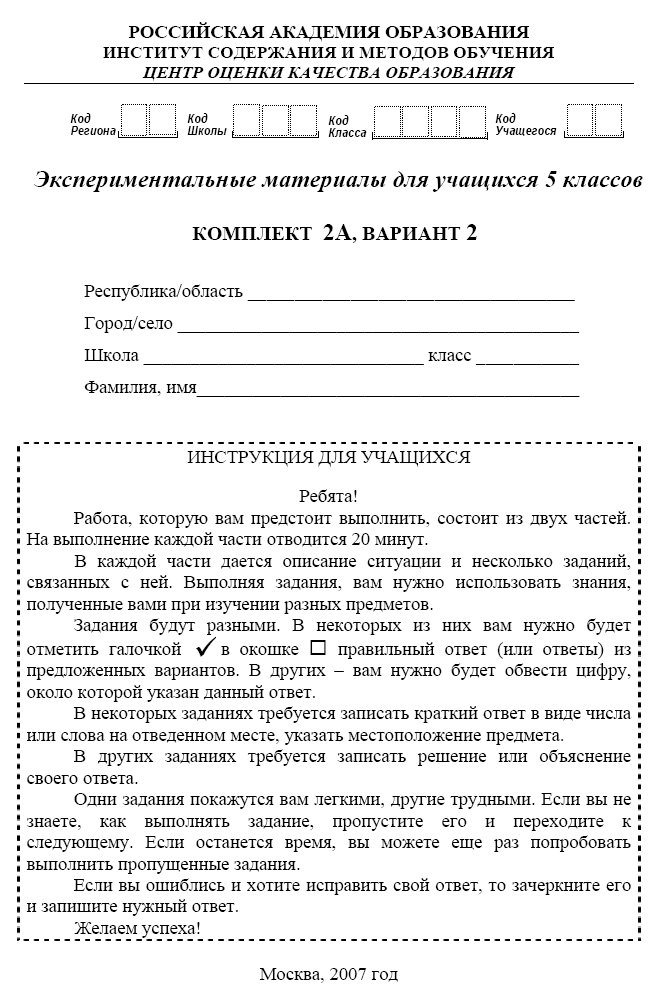 РОССИЙСКАЯ АКАДЕМИЯ ОБРАЗОВАНИЯ
ИНСТИТУТ СОДЕРЖАНИЯ И МЕТОДОВ ОБУЧЕНИЯ
ЦЕНТР ОЦЕНКИ КАЧЕСТВА ОБРАЗОВАНИЯ
Код Региона Код Школы Код Класса Код Учащегося
Экспериментальные материалы для учащихся 5 классов
КОМПЛЕКТ 2А, ВАРИАНТ 2
Республика/область ___________________________________
Город/село ___________________________________________
Школа ______________________________ класс ___________
Фамилия, имя_________________________________________
ИНСТРУКЦИЯ ДЛЯ УЧАЩИХСЯ
Ребята!
Работа, которую вам предстоит выполнить, состоит из двух частей.
На выполнение каждой части отводится 20 минут.
В каждой части дается описание ситуации и несколько заданий,
связанных с ней. Выполняя задания, вам нужно использовать знания,
полученные вами при изучении разных предметов.
Задания будут разными. В некоторых из них вам нужно будет
отметить галочкой ✓ в окошке □ правильный ответ (или ответы) из
предложенных вариантов. В других – вам нужно будет обвести цифру,
около которой указан данный ответ.
В некоторых заданиях требуется записать краткий ответ в виде числа
или слова на отведенном месте, указать местоположение предмета.
В других заданиях требуется записать решение или объяснение
своего ответа.
Одни задания покажутся вам легкими, другие трудными. Если вы не
знаете, как выполнять задание, пропустите его и переходите к
следующему. Если останется время, вы можете еще раз попробовать
выполнить пропущенные задания.
Если вы ошиблись и хотите исправить свой ответ, то зачеркните его
и запишите нужный ответ.
Желаем успеха!
Москва, 2007 год